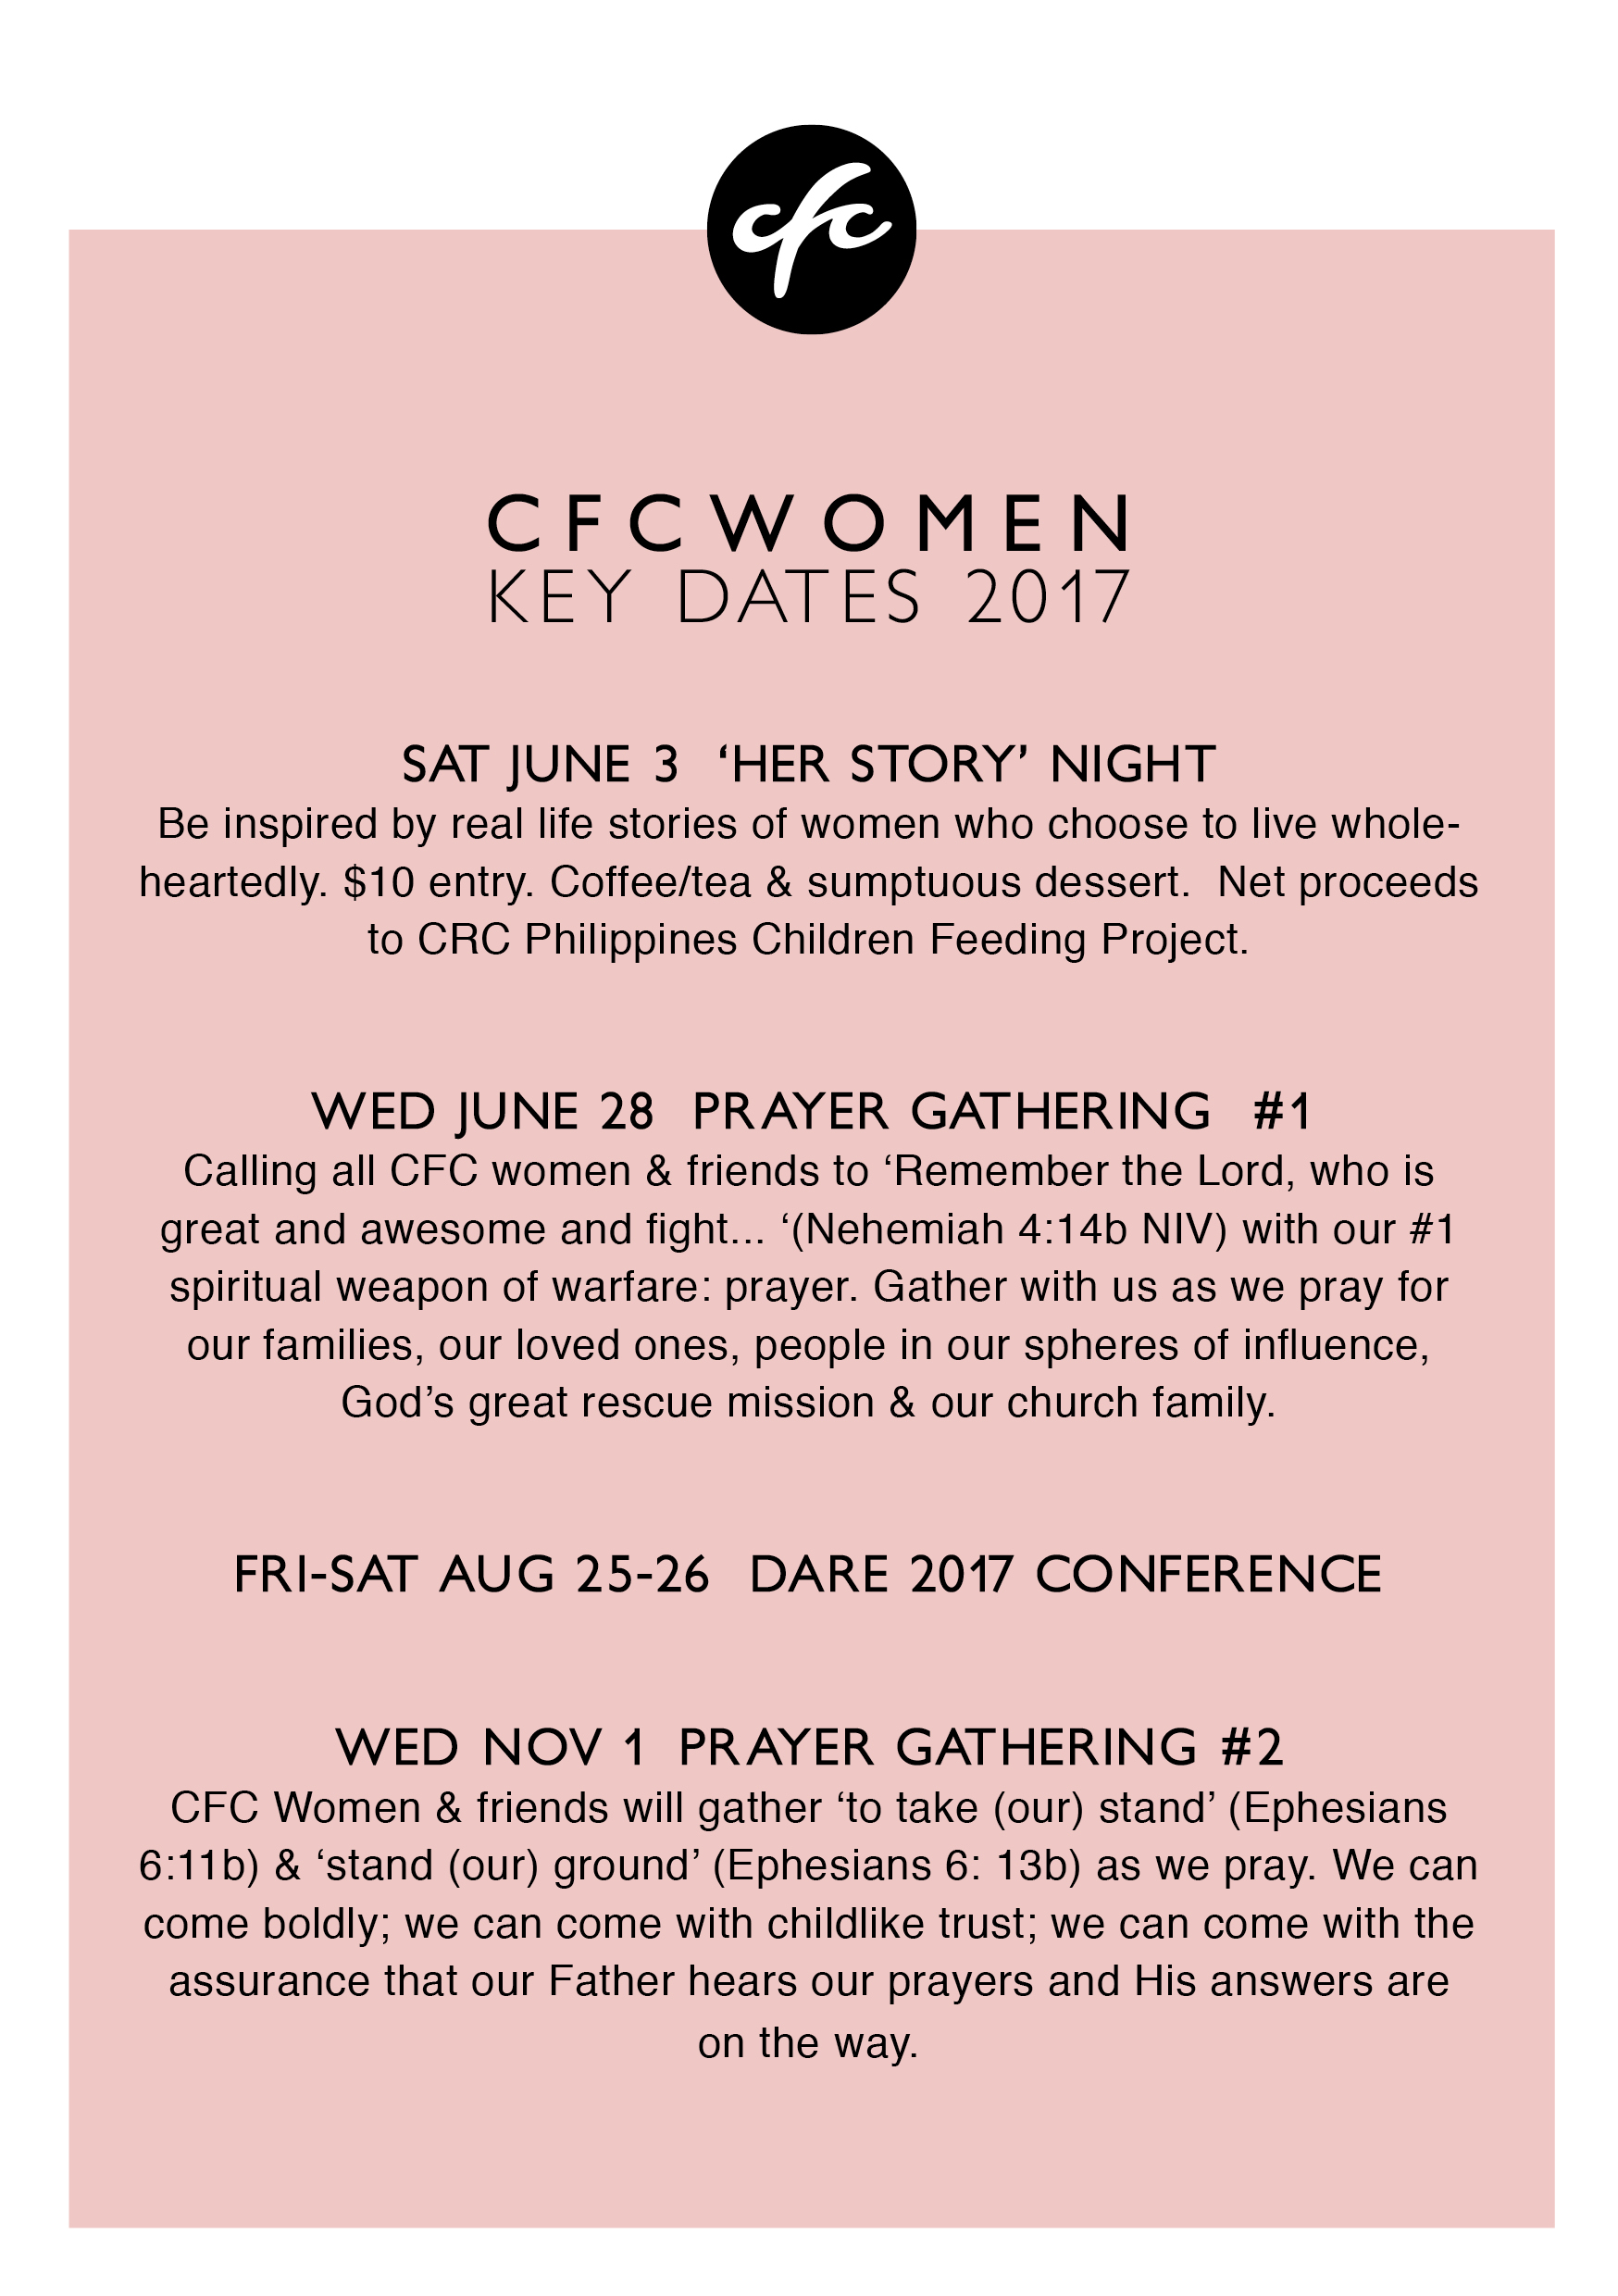 cfc
CFCWOMEN
KEY DATES 2017
SAT JUNE 3 ‘HER STORY’ NIGHT
Be inspired by real life stories of women who choose to live whole-
heartedly. $10 entry. Coffee/tea & sumptuous dessert. Net proceeds
to CRC Philippines Children Feeding Project.
WED JUNE 28 PRAYER GATHERING #1
Calling all CFC women & friends to ‘Remember the Lord, who is
great and awesome and fight... ‘(Nehemiah 4:14b NIV) with our #1
spiritual weapon of warfare: prayer. Gather with us as we pray for
our families, our loved ones, people in our spheres of influence,
God’s great rescue mission & our church family.
FRI-SAT AUG 25-26 DARE 2017 CONFERENCE
WED NOV 1 PRAYER GATHERING #2
CFC Women & friends will gather ‘to take (our) stand’ (Ephesians
6:11b) & ‘stand (our) ground’ (Ephesians 6: 13b) as we pray. We can
come boldly; we can come with childlike trust; we can come with the
assurance that our Father hears our prayers and His answers are
on the way.